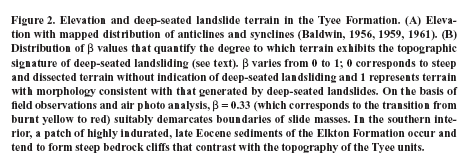 Figure 2. Elevation and deep-seated landslide terrain in the Tyee Formation. (A) Eleva-
tion with mapped distribution of anticlines and synclines (Baldwin, 1956, 1959, 1961). (B)
Distribution of β values that quantify the degree to which terrain exhibits the topographic
signature of deep-seated landsliding (see text). β varies from 0 to 1; 0 corresponds to steep
and dissected terrain without indication of deep-seated landsliding and 1 represents terrain
with morphology consistent with that generated by deep-seated landslides. On the basis of
field observations and air photo analysis, β = 0.33 (which corresponds to the transition from
burnt yellow to red) suitably demarcates boundaries of slide masses. In the southern inte-
rior, a patch of highly indurated, late Eocene sediments of the Elkton Formation occur and
tend to form steep bedrock cliffs that contrast with the topography of the Tyee units.